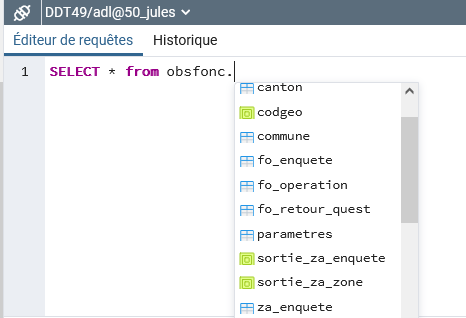 DDT49/adl@50_jules
Éditeur de requêtes Historique
1 SELECT * from obsfonc.
canton
codgeo
commune
fo_enquete
fo_operation
fo_retour_quest
parametres
sortie_za_enquete
sortie_za_zone
za_enquete